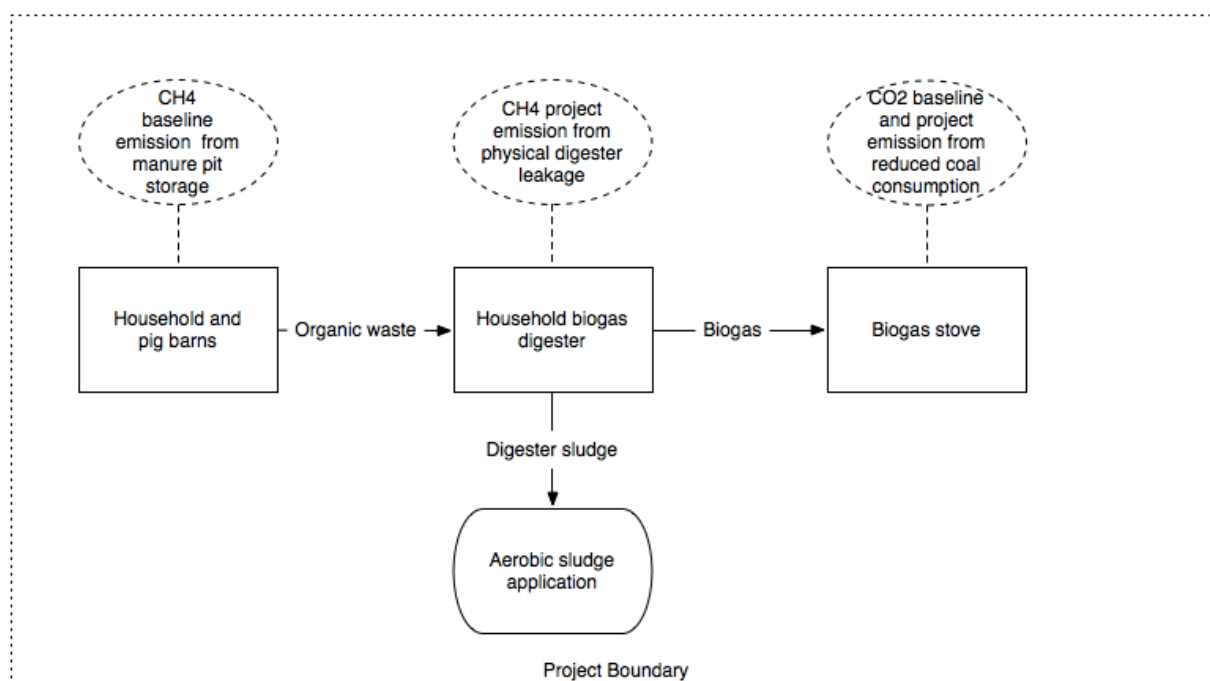 CH4
baseline
emission from
manure pit
storage
CH4 project
emission from
physical digester
leakage
CO2 baseline
and project
emission from
reduced coal
consumption
Household and
pig barns
Organic waste
Household biogas
digester
Biogas
Biogas stove
Digester sludge
Aerobic sludge
application
Project Boundary